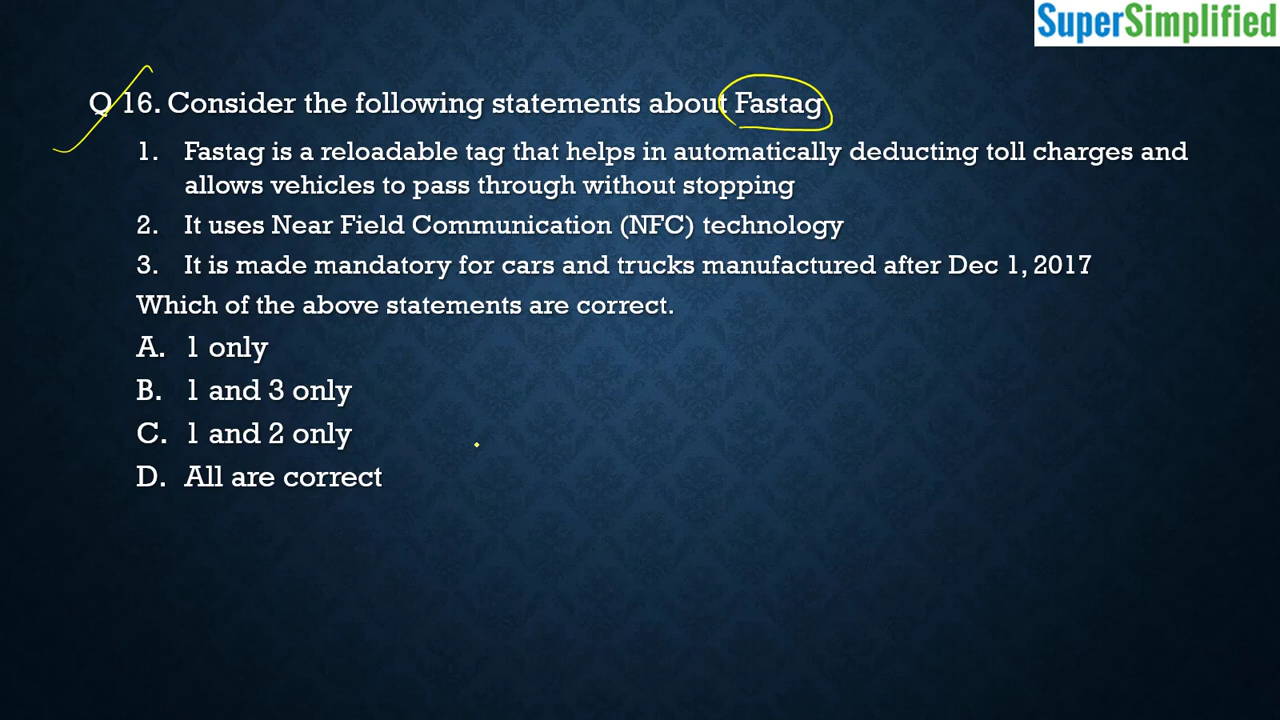 SuperSimplified
Q 16. Consider the following statements about Fastag
1. Fastag is a reloadable tag that helps in automatically deducting toll charges and
allows vehicles to pass through without stopping
2. It uses Near Field Communication (NFC) technology
3. It is made mandatory for cars and trucks manufactured after Dec 1, 2017
Which of the above statements are correct.
A. 1 only
B. 1 and 3 only
C. 1 and 2 only
D. All are correct